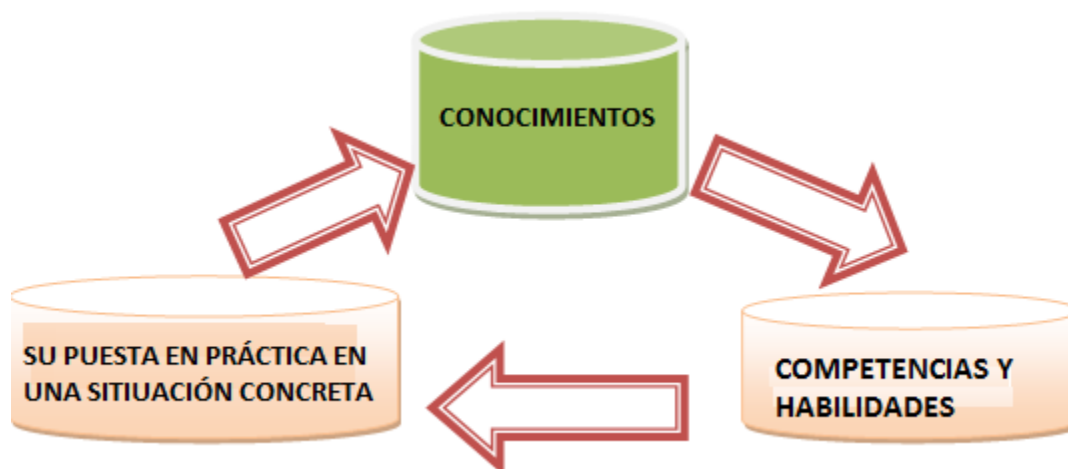 CONOCIMIENTOS
SU PUESTA EN PRÁCTICA EN
UNA SITIUACIÓN CONCRETA
COMPETENCIAS Y
HABILIDADES